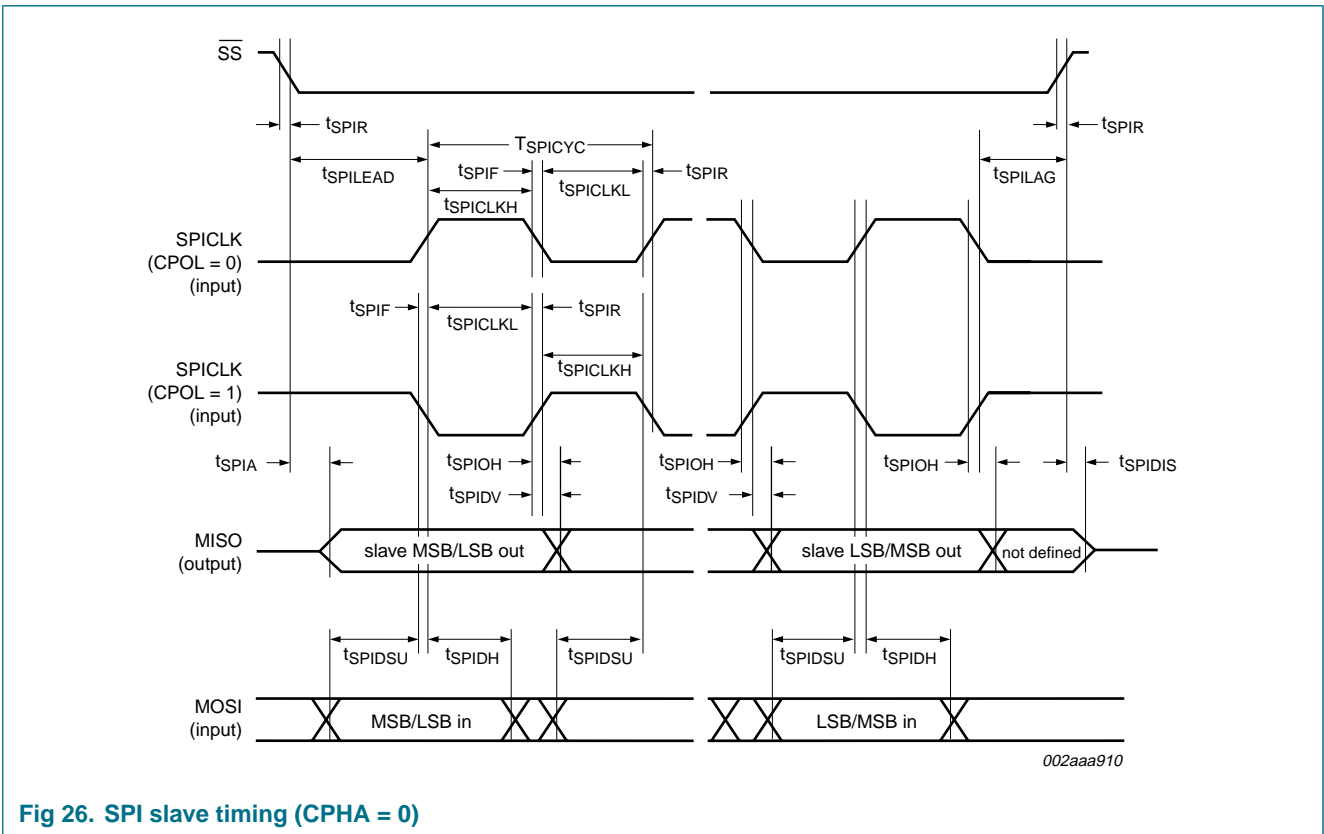 SS
tSPIR
tSPIR
TSPICYC
tSPILEAD
tSPIF
tSPICLKL
tSPIR
tSPILAG
tSPICLKH
SPICLK
(CPOL = 0)
(input)
tSPIF
tSPICLKL
tSPIR
tSPICLKH
SPICLK
(CPOL = 1)
(input)
tSPIA
tSPIOH
tSPIOH
tSPIOH
tSPIDIS
tSPIDV
tSPIDV
MISO
(output)
slave MSB/LSB out
slave LSB/MSB out
not defined
tSPIDSU
tSPIDH
tSPIDSU
tSPIDSU
tSPIDH
MOSI
(input)
MSB/LSB in
LSB/MSB in
002aaa910
Fig 26. SPI slave timing (CPHA = 0)